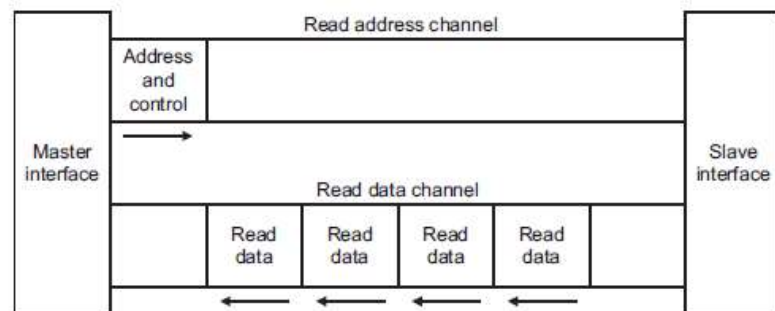 Read address channel
Address
and
control
Master
interface
Slave
interface
Read data channel
Read
data
Read
data
Read
data
Read
data